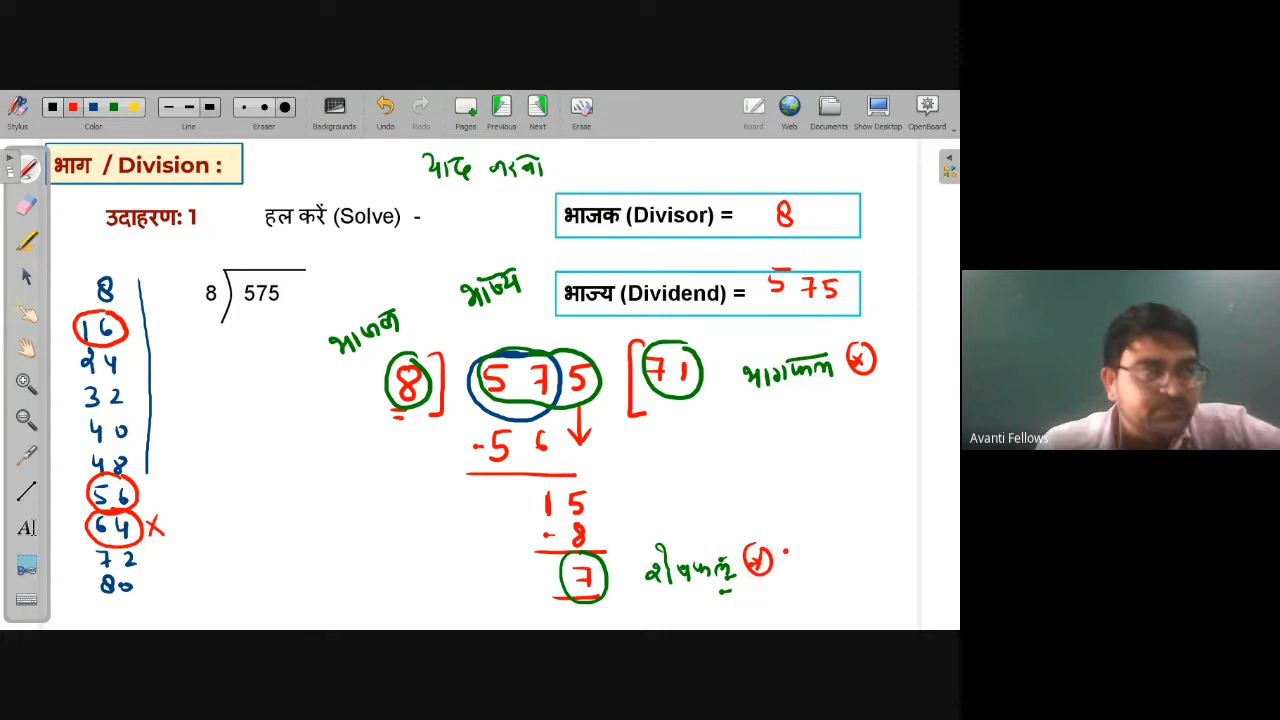 Stylus Color Line Eraser Backgrounds Undo Redo Pages Previous Next Erase Board Web Documents Show Desktop OpenBoard
भाग / Division :
याद करना
उदाहरण: 1 हल करें (Solve) - भाजक (Divisor) = 8
8 ) 575 भाज्य (Dividend) = 575
भाज्य
भाजक
8 ] 575 [ 71 भागफल
- 56
15
- 8
7 शेषफल
8
16
24
32
40
48
56
64 x
72
80
Avanti Fellows